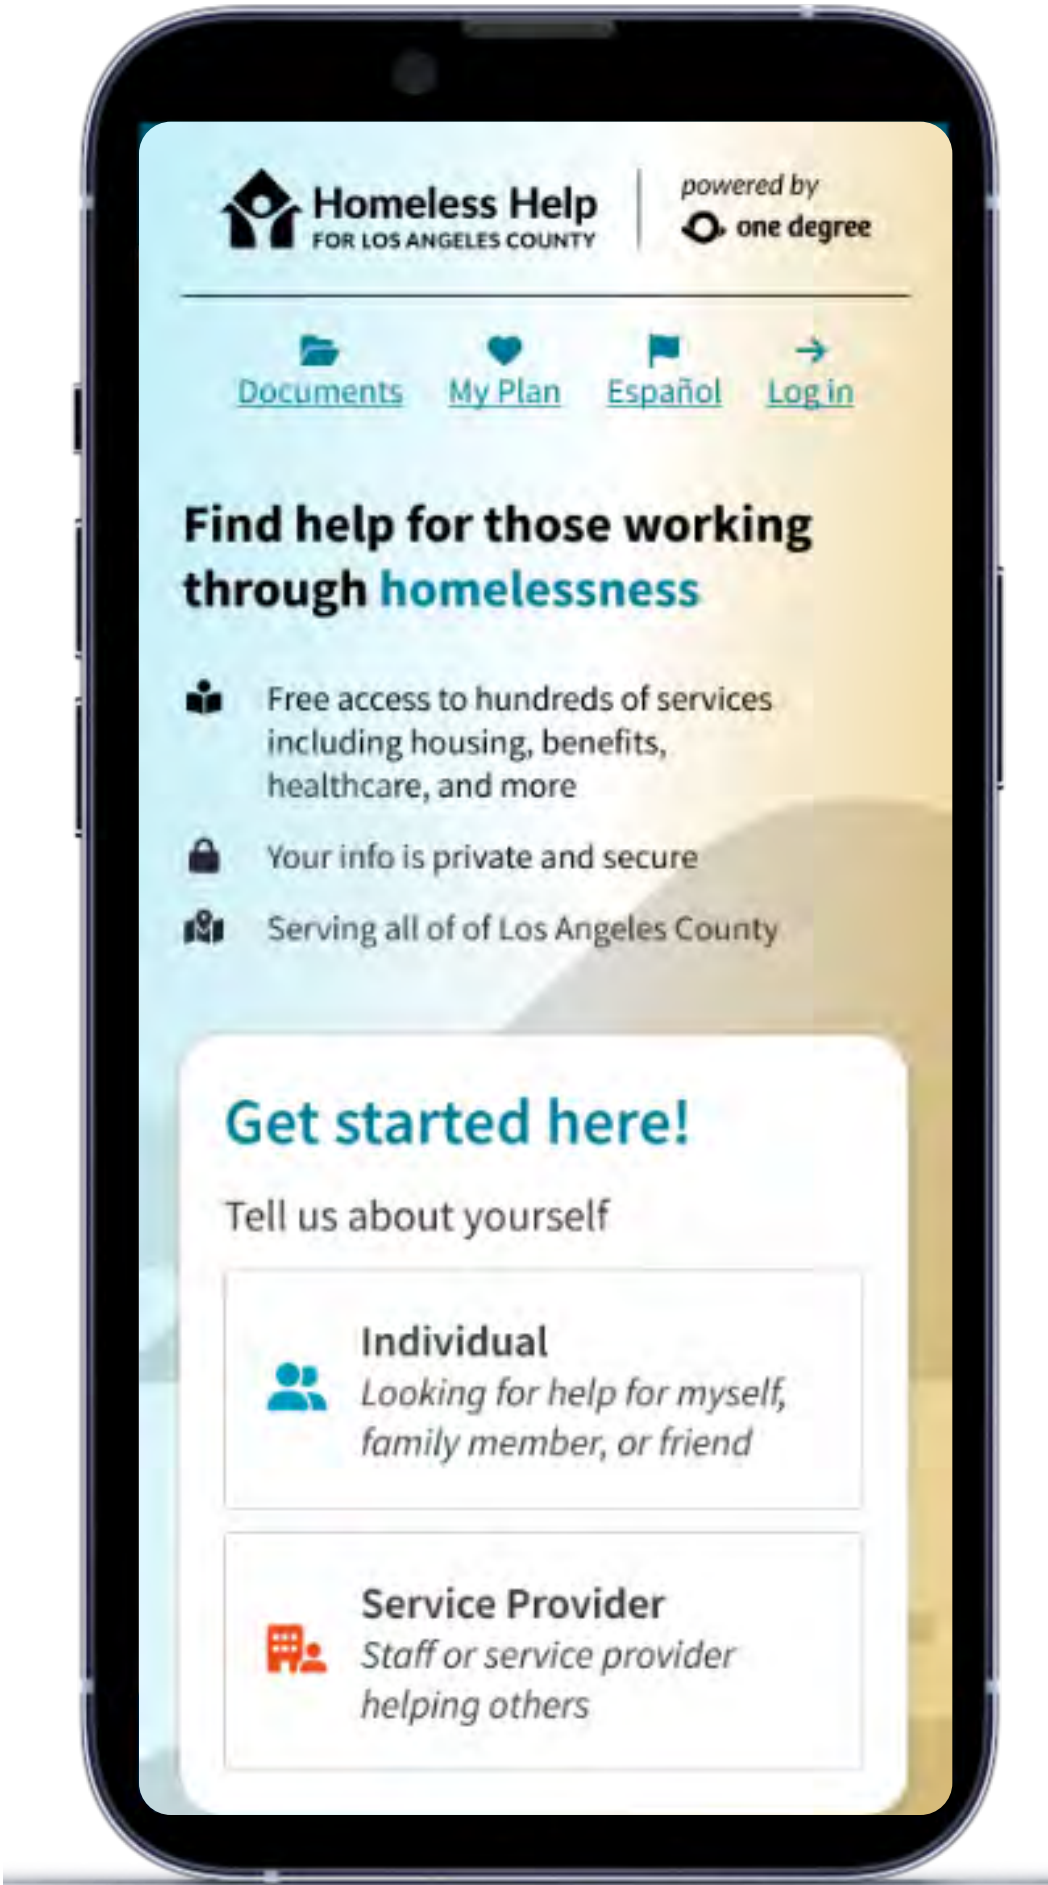 Homeless Help
FOR LOS ANGELES COUNTY
powered by
one degree
Documents
My Plan
Español
Log in
Find help for those working
through homelessness
Free access to hundreds of services
including housing, benefits,
healthcare, and more
Your info is private and secure
Serving all of of Los Angeles County
Get started here!
Tell us about yourself
Individual
Looking for help for myself,
family member, or friend
Service Provider
Staff or service provider
helping others